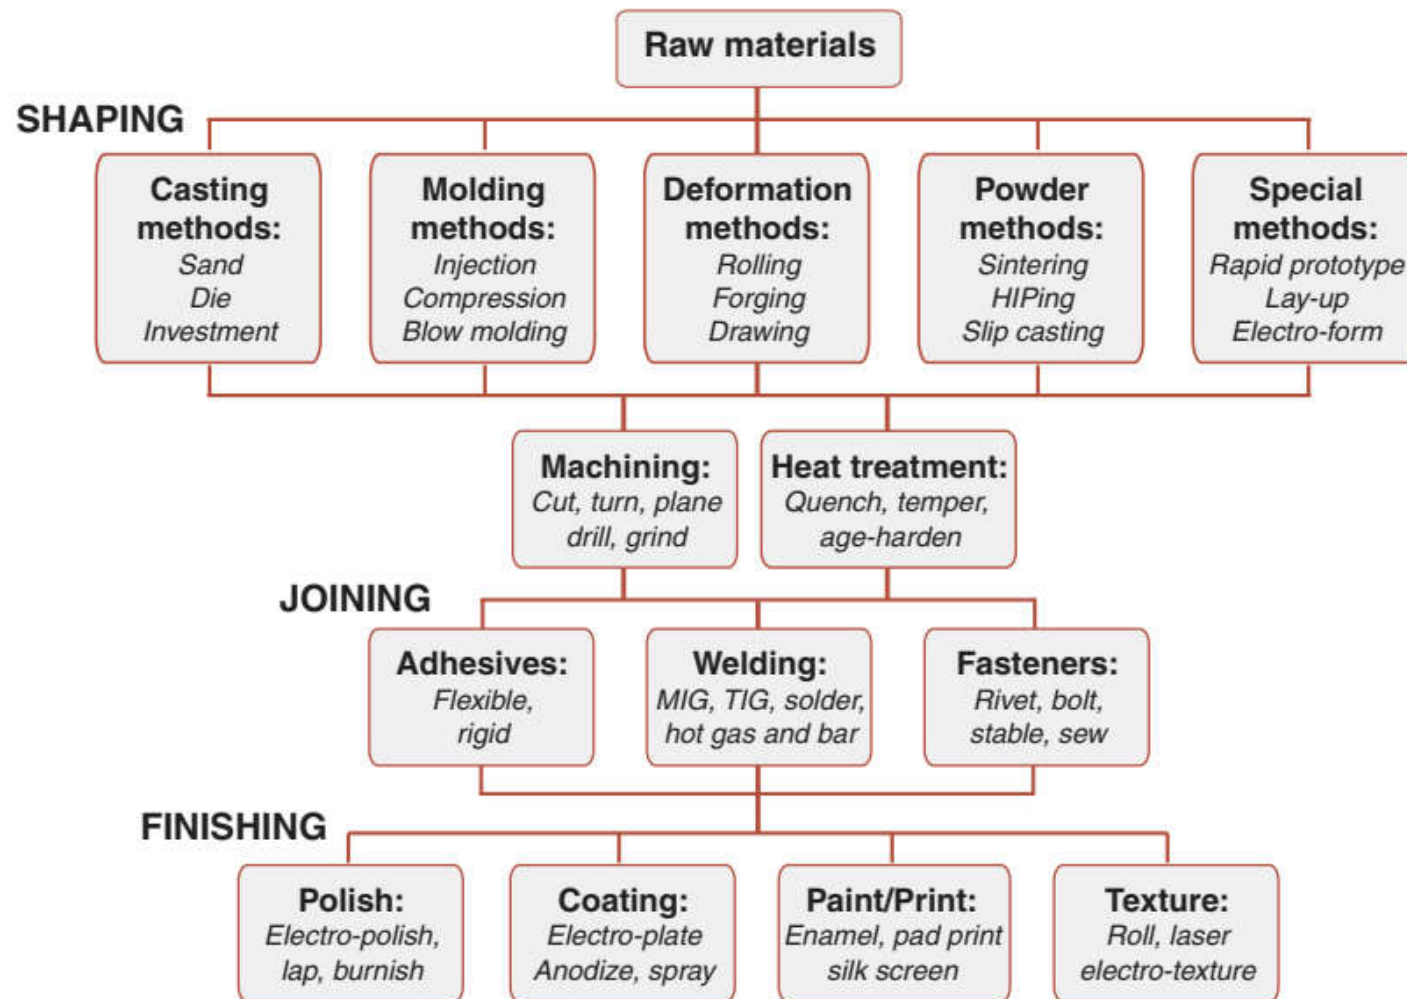 Raw materials
SHAPING
Casting
methods:
Sand
Die
Investment
Molding
methods:
Injection
Compression
Blow molding
Deformation
methods:
Rolling
Forging
Drawing
Powder
methods:
Sintering
HIPing
Slip casting
Special
methods:
Rapid prototype
Lay-up
Electro-form
Machining:
Cut, turn, plane
drill, grind
Heat treatment:
Quench, temper,
age-harden
JOINING
Adhesives:
Flexible,
rigid
Welding:
MIG, TIG, solder,
hot gas and bar
Fasteners:
Rivet, bolt,
stable, sew
FINISHING
Polish:
Electro-polish,
lap, burnish
Coating:
Electro-plate
Anodize, spray
Paint/Print:
Enamel, pad print
silk screen
Texture:
Roll, laser
electro-texture